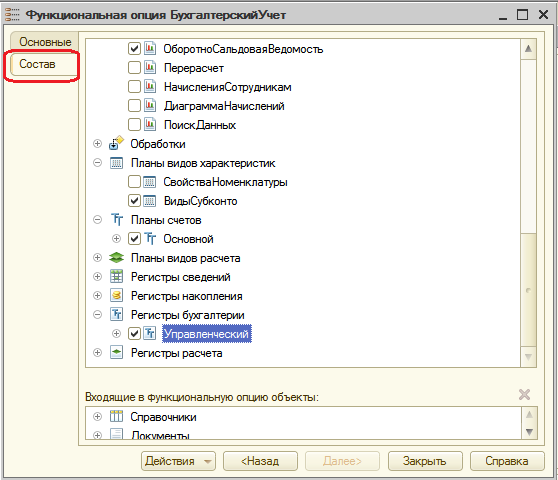 Функциональная опция БухгалтерскийУчет
Основные
Состав
ОборотноСальдоваяВедомость
Перерасчет
НачисленияСотрудникам
ДиаграммаНачислений
ПоискДанных
Обработки
Планы видов характеристик
СвойстваНоменклатуры
ВидыСубконто
Планы счетов
Основной
Планы видов расчета
Регистры сведений
Регистры накопления
Регистры бухгалтерии
Управленческий
Регистры расчета
Входящие в функциональную опцию объекты:
Справочники
Документы
Действия <Назад Далее> Закрыть Справка